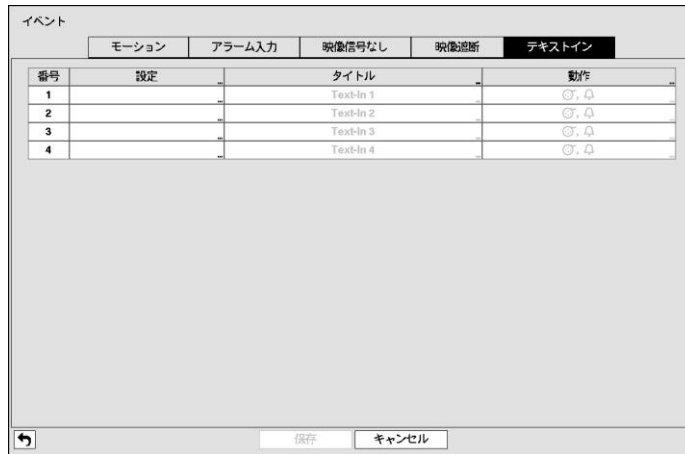 イベント
モーション アラーム入力 映像信号なし 映像遮断 テキストイン
番号 設定 ... タイトル ... 動作 ...
1 ... Text-In 1 ... , ...
2 ... Text-In 2 ... , ...
3 ... Text-In 3 ... , ...
4 ... Text-In 4 ... , ...
保存 キャンセル